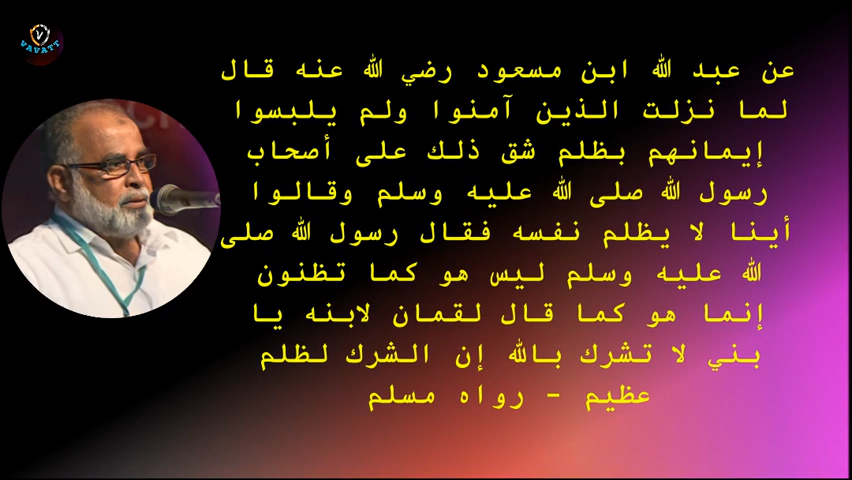 VAVATT
عن عبد الله ابن مسعود رضي الله عنه قال
لما نزلت الذين آمنوا ولم يلبسوا
إيمانهم بظلم شق ذلك على أصحاب
رسول الله صلى الله عليه وسلم وقالوا
أينا لا يظلم نفسه فقال رسول الله صلى
الله عليه وسلم ليس هو كما تظنون
إنما هو كما قال لقمان لابنه يا
بني لا تشرك بالله إن الشرك لظلم
عظيم - رواه مسلم